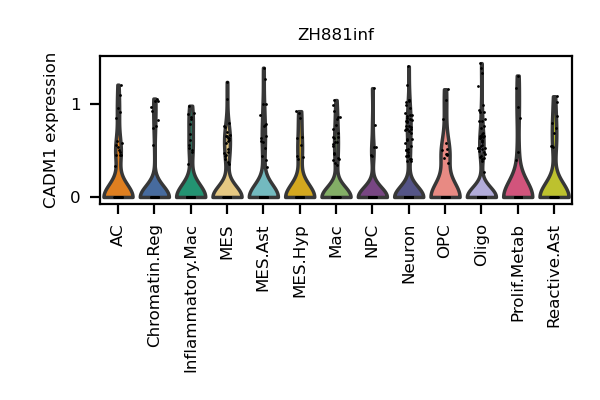 ZH881inf
CADM1 expression
1
0
AC
Chromatin.Reg
Inflammatory.Mac
MES
MES.Ast
MES.Hyp
Mac
NPC
Neuron
OPC
Oligo
Prolif.Metab
Reactive.Ast